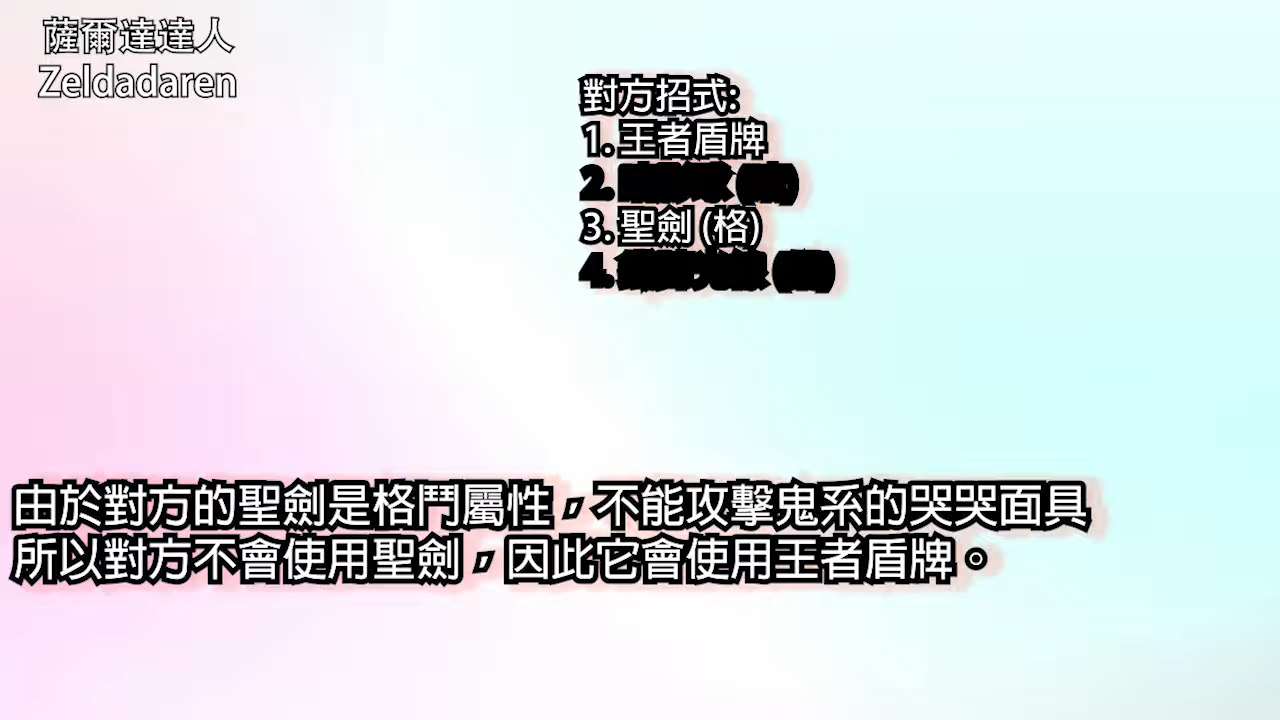 薩爾達達人
Zeldadaren
對方招式:
1. 王者盾牌
2.
3. 聖劍 (格)
4.
由於對方的聖劍是格鬥屬性，不能攻擊鬼系的哭哭面具
所以對方不會使用聖劍，因此它會使用王者盾牌。